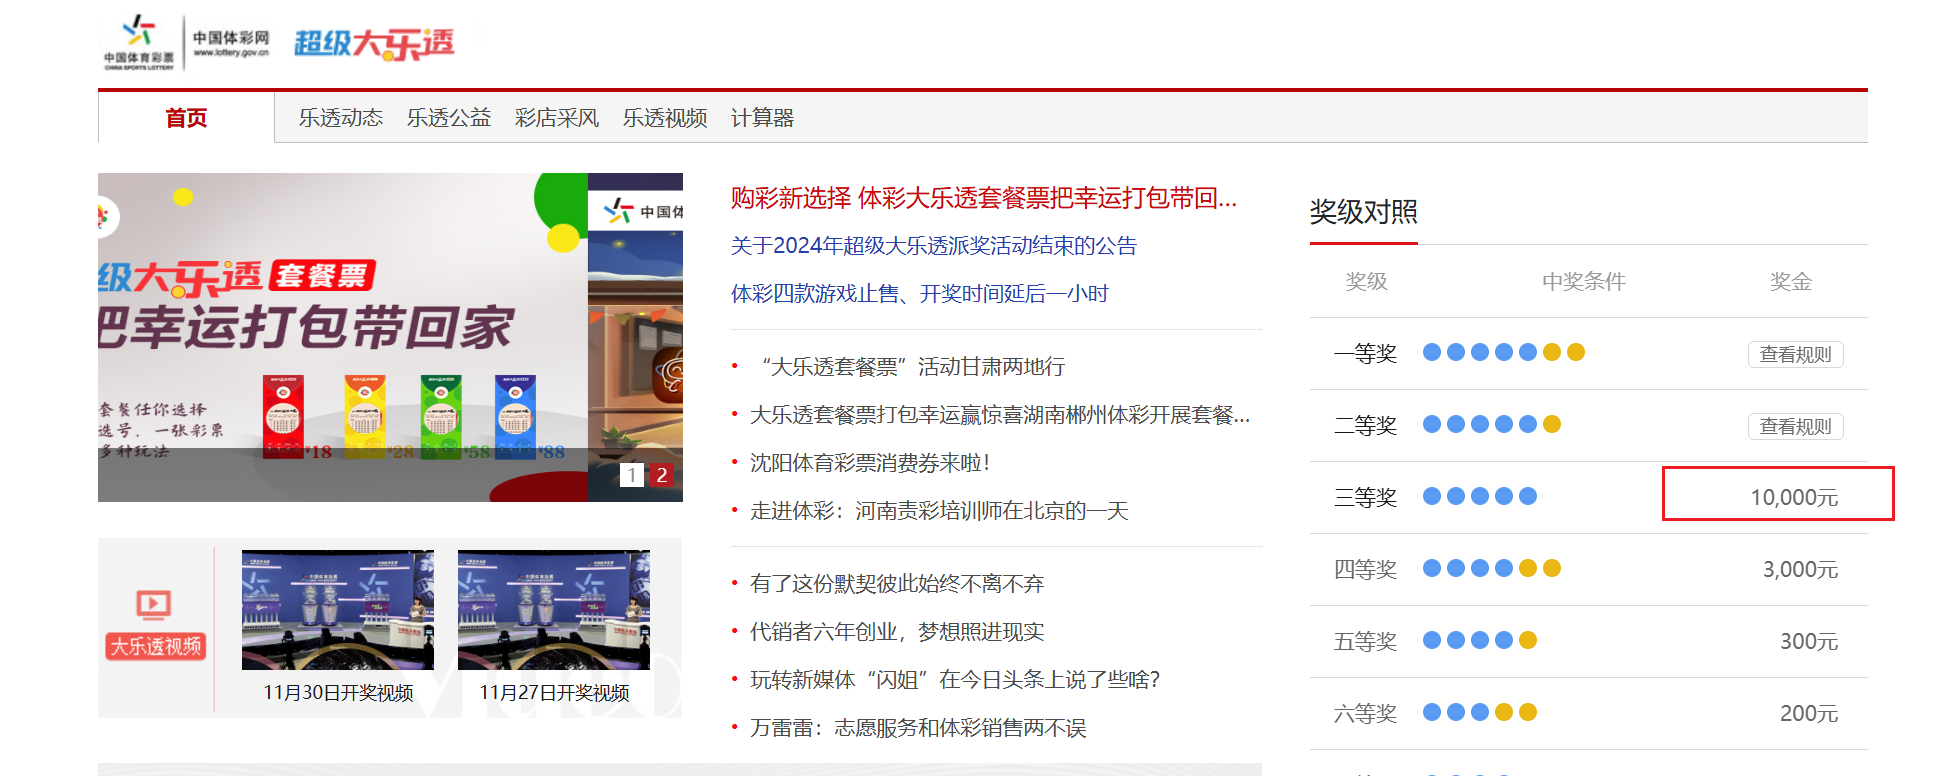 中国体育彩票
CHINA SPORTS LOTTERY
中国体彩网
www.lottery.gov.cn
超级大乐透
首页 乐透动态 乐透公益 彩店采风 乐透视频 计算器
级大乐透 套餐票
把幸运打包带回家
套餐任你选择
选号，一张彩票
多种玩法
¥18 ¥28 ¥58 ¥88
中国体
1 2
大乐透视频
11月30日开奖视频
11月27日开奖视频
购彩新选择 体彩大乐透套餐票把幸运打包带回...
关于2024年超级大乐透派奖活动结束的公告
体彩四款游戏止售、开奖时间延后一小时
• “大乐透套餐票”活动甘肃两地行
• 大乐透套餐票打包幸运赢惊喜湖南郴州体彩开展套餐...
• 沈阳体育彩票消费券来啦！
• 走进体彩：河南责彩培训师在北京的一天
• 有了这份默契彼此始终不离不弃
• 代销者六年创业，梦想照进现实
• 玩转新媒体“闪姐”在今日头条上说了些啥？
• 万雷雷：志愿服务和体彩销售两不误
奖级对照
奖级 中奖条件 奖金
一等奖 查看规则
二等奖 查看规则
三等奖 10,000元
四等奖 3,000元
五等奖 300元
六等奖 200元